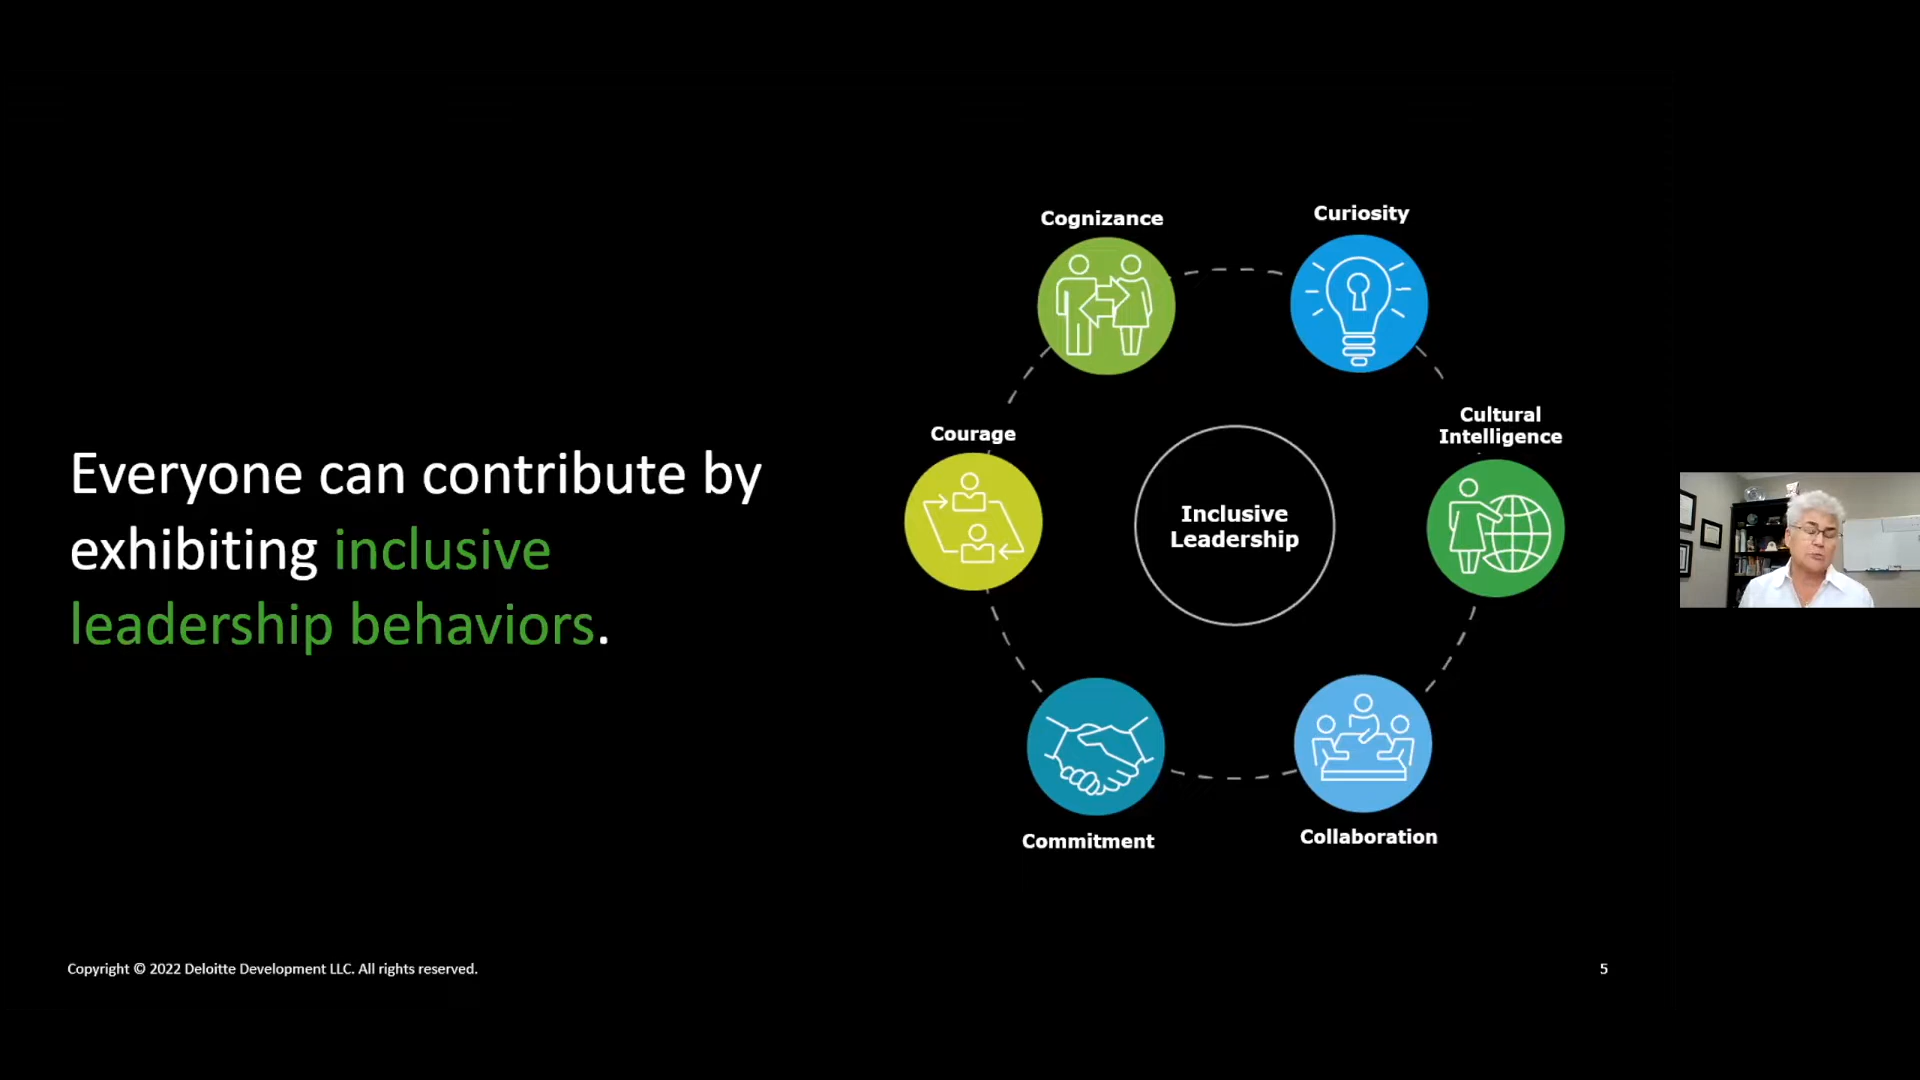 Everyone can contribute by
exhibiting inclusive
leadership behaviors.
Cognizance
Curiosity
Courage
Cultural
Intelligence
Inclusive
Leadership
Commitment
Collaboration
Copyright © 2022 Deloitte Development LLC. All rights reserved.
5